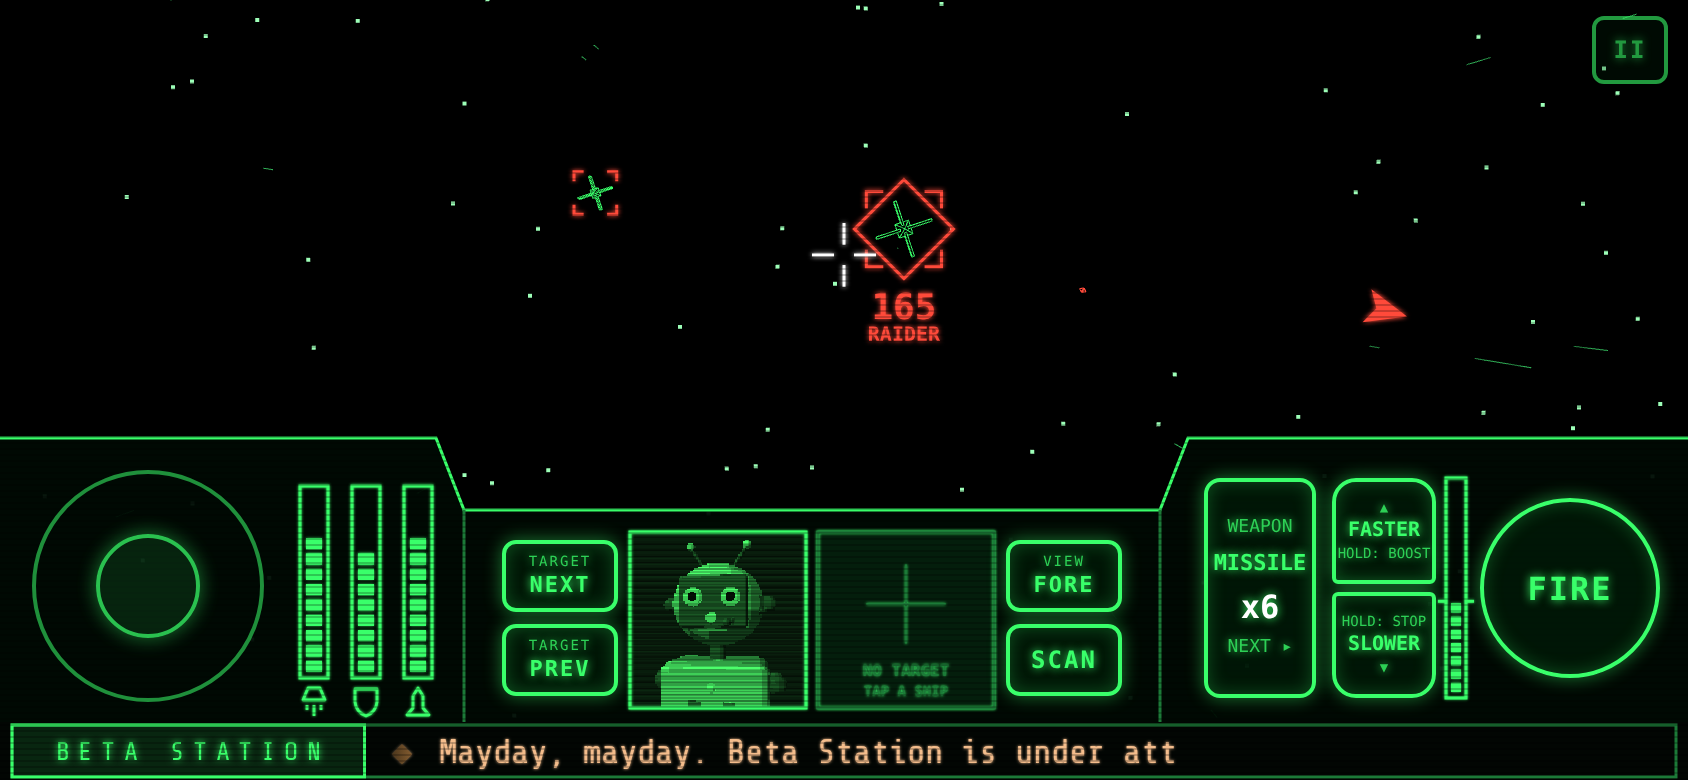 II
165
RAIDER
TARGET
NEXT
TARGET
PREV
NO TARGET
TAP A SHIP
VIEW
FORE
SCAN
WEAPON
MISSILE
x6
NEXT ▸
▲
FASTER
HOLD: BOOST
HOLD: STOP
SLOWER
▼
FIRE
BETA STATION
◆ Mayday, mayday. Beta Station is under att